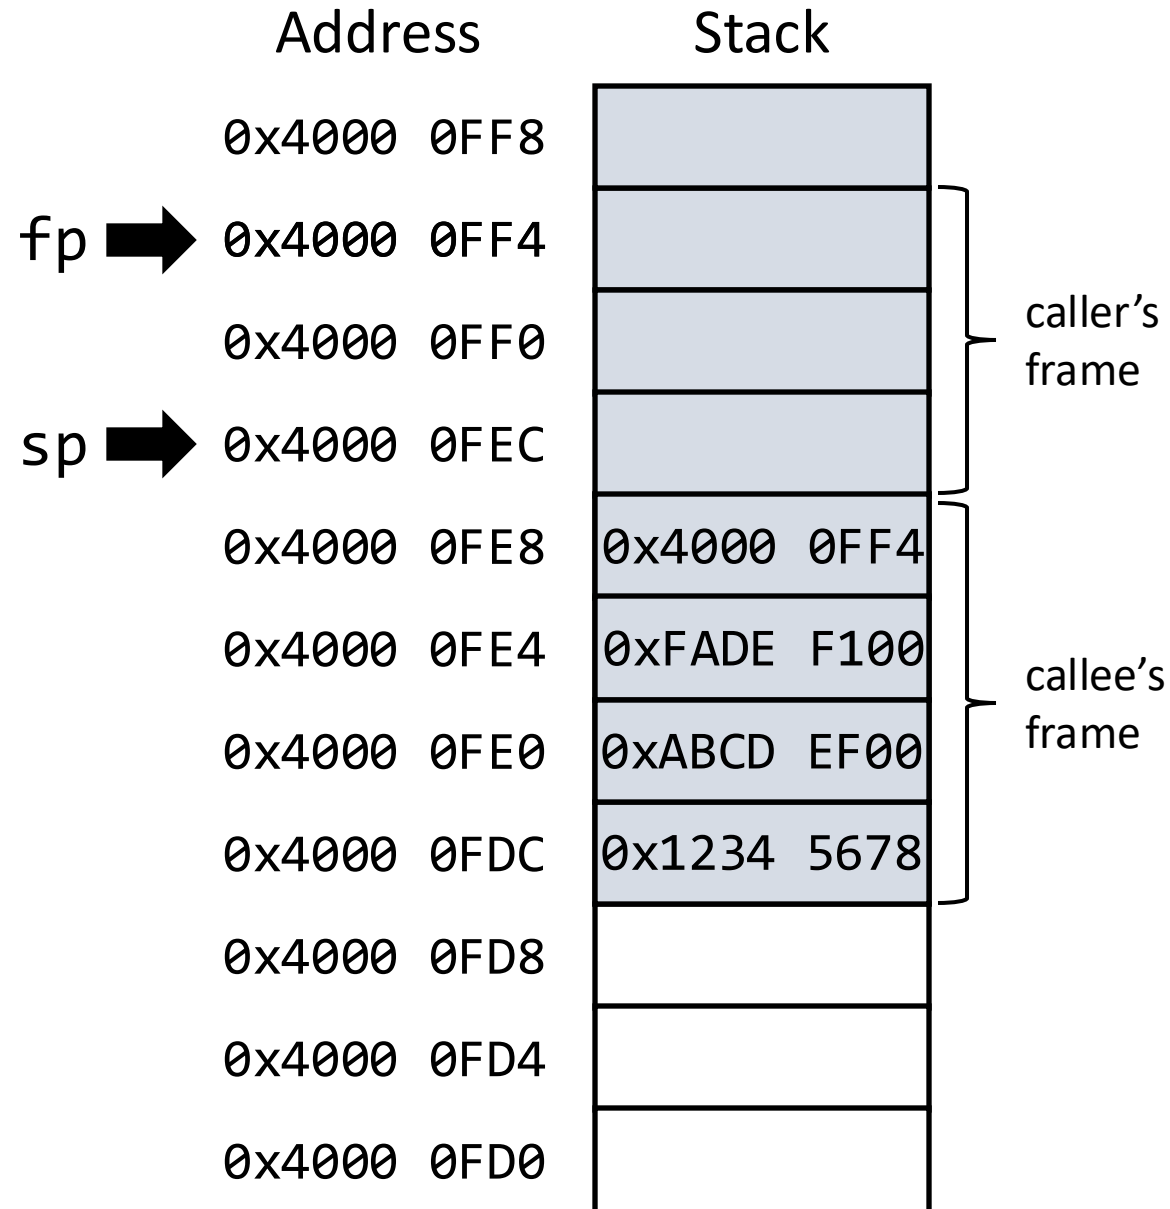 Address Stack
0x4000 0FF8
fp 0x4000 0FF4
0x4000 0FF0
caller’s
frame
sp 0x4000 0FEC
0x4000 0FE8 0x4000 0FF4
0x4000 0FE4 0xFADE F100
callee’s
frame
0x4000 0FE0 0xABCD EF00
0x4000 0FDC 0x1234 5678
0x4000 0FD8
0x4000 0FD4
0x4000 0FD0